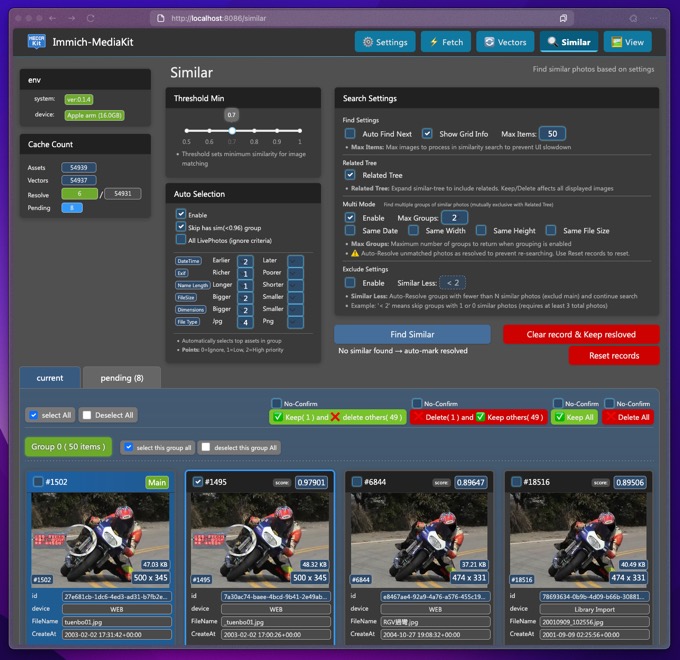 http://localhost:8086/similar
MEDIA KIT
Immich-MediaKit
Settings
Fetch
Vectors
Similar
View
Similar
Find similar photos based on settings
env
system: ver:0.1.4
device: Apple arm (16.0GB)
Cache Count
Assets 54939
Vectors 54937
Resolve 6 / 54931
Pending 8
Threshold Min
0.7
0.5 0.6 0.7 0.8 0.9 1
• Threshold sets minimum similarity for image matching
Auto Selection
Enable
Skip has sim(<0.96) group
All LivePhotos (ignore criteria)
DateTime Earlier 2 Later
Exif Richer 1 Poorer
Name Length Longer 1 Shorter
FileSize Bigger 2 Smaller
Dimensions Bigger 2 Smaller
File Type Jpg 4 Png
• Automatically selects top assets in group
• Points: 0=Ignore, 1=Low, 2=High priority
Search Settings
Find Settings
Auto Find Next Show Grid Info Max Items: 50
• Max Items: Max images to process in similarity search to prevent UI slowdown
Related Tree
Related Tree
• Related Tree: Expand similar-tree to include relateds. Keep/Delete affects all displayed images
Multi Mode Find multiple groups of similar photos (mutually exclusive with Related Tree)
Enable Max Groups: 2
Same Date Same Width Same Height Same File Size
• Max Groups: Maximum number of groups to return when grouping is enabled
• ⚠️ Auto-Resolve unmatched photos as resolved to prevent re-searching. Use Reset records to reset.
Exclude Settings
Enable Similar Less: < 2
• Similar Less: Auto-Resolve groups with fewer than N similar photos (exclud main) and continue search
• Example: '< 2' means skip groups with 1 or 0 similar photos (requires at least 3 total photos)
Find Similar
Clear record & Keep resloved
No similar found → auto-mark resolved
Reset records
current
pending (8)
select All
Deselect All
No-Confirm
✅ Keep( 1 ) and ❌ delete others( 49 )
No-Confirm
❌ Delete( 1 ) and ✅ Keep others( 49 )
No-Confirm
✅ Keep All
No-Confirm
❌ Delete All
Group 0 ( 50 items )
select this group all
deselect this group All
#1502 Main
47.03 KB
#1502 500 x 345
id 27e681cb-1dc6-4ed3-ad31-b7fb2e...
device WEB
FileName tuenbo01.jpg
CreateAt 2003-02-02 17:31:42+00:00
#1495 score 0.97901
48.32 KB
#1495 500 x 345
id 7a30ac74-baee-4bcd-9b41-2e49ab...
device WEB
FileName _tuenbo01.jpg
CreateAt 2003-02-02 17:00:26+00:00
#6844 score 0.89647
37.21 KB
#6844 474 x 331
id e8467ae4-92a9-4a76-a576-455c19...
device WEB
FileName RGV過彎.jpg
CreateAt 2004-10-27 19:08:32+00:00
#18516 score 0.89506
40.49 KB
#18516 474 x 331
id 78693634-0b9b-4d09-b66b-30881...
device Library Import
FileName 20010909_102556.jpg
CreateAt 2001-09-09 02:25:56+00:00